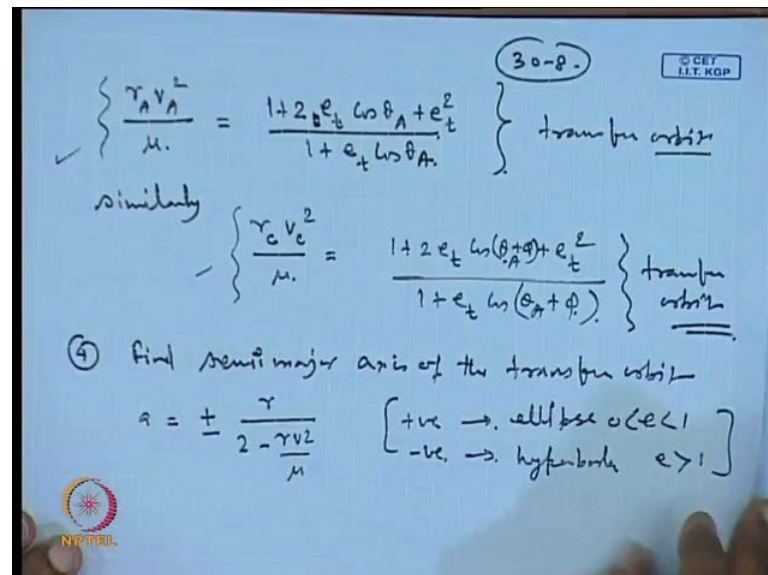 30-8.
© CET
I.I.T. KGP
r_A v_A^2 / μ. = (1 + 2 e_t cos θ_A + e_t^2) / (1 + e_t cos θ_A.) } transfer orbit
similarly
r_c v_c^2 / μ. = (1 + 2 e_t cos(θ_A + φ) + e_t^2) / (1 + e_t cos(θ_A + φ).) } transfer orbit
④ find semi major axis of the transfer orbit
a = ± r / (2 - rv2/μ) [ +ve → ellipse 0<e<1
-ve. → hyperbola e>1 ]
NPTEL